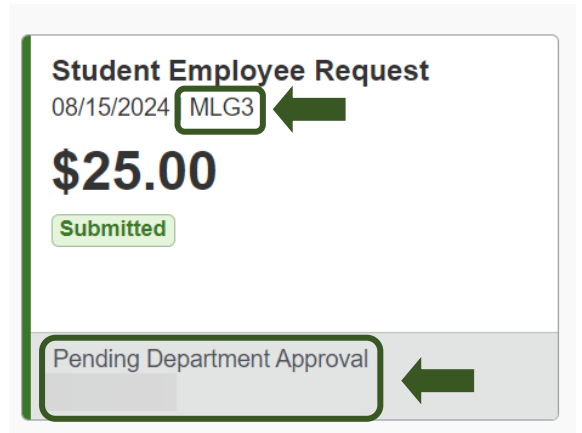 Student Employee Request
08/15/2024 MLG3
$25.00
Submitted
Pending Department Approval